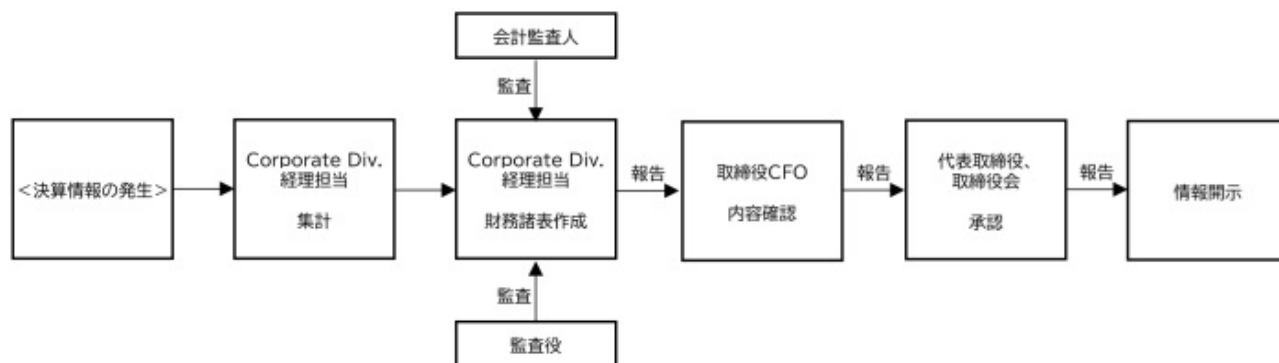 会計監査人
監査
<決算情報の発生>
Corporate Div.
経理担当
集計
Corporate Div.
経理担当
財務諸表作成
報告
取締役CFO
内容確認
報告
代表取締役、
取締役会
承認
報告
情報開示
監査
監査役